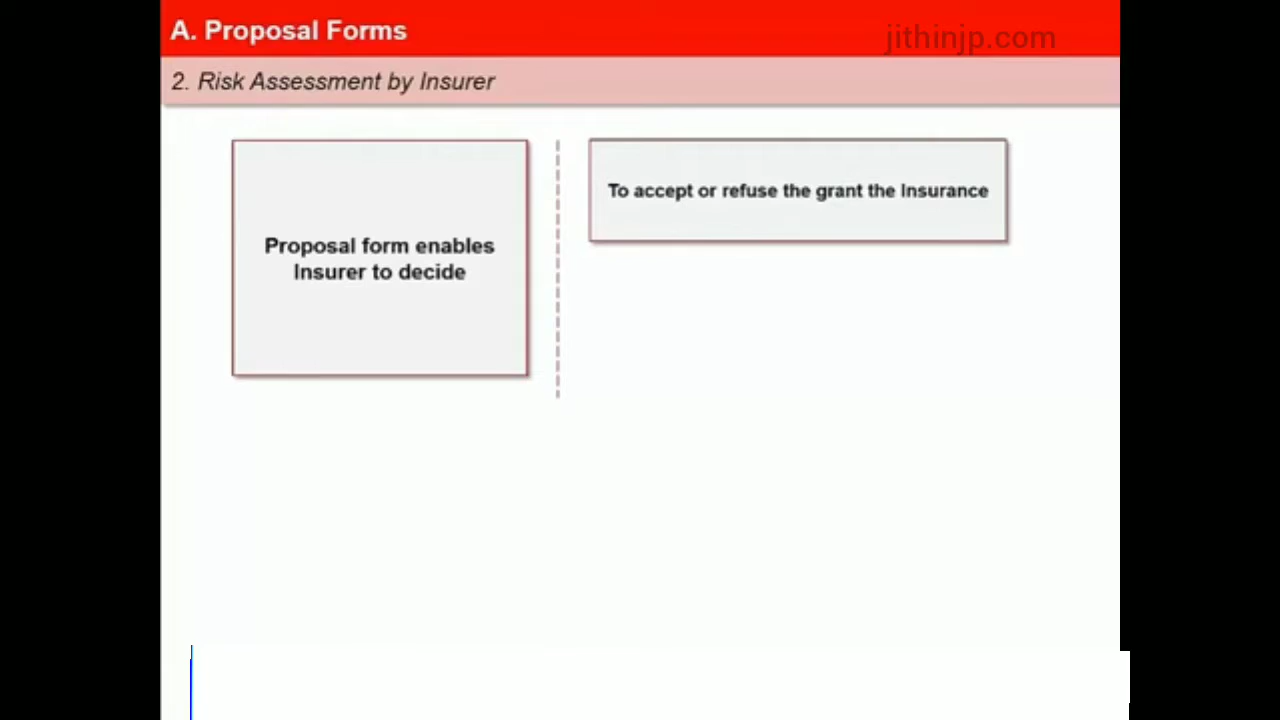 A. Proposal Forms
jithinjp.com
2. Risk Assessment by Insurer
Proposal form enables
Insurer to decide
To accept or refuse the grant the Insurance